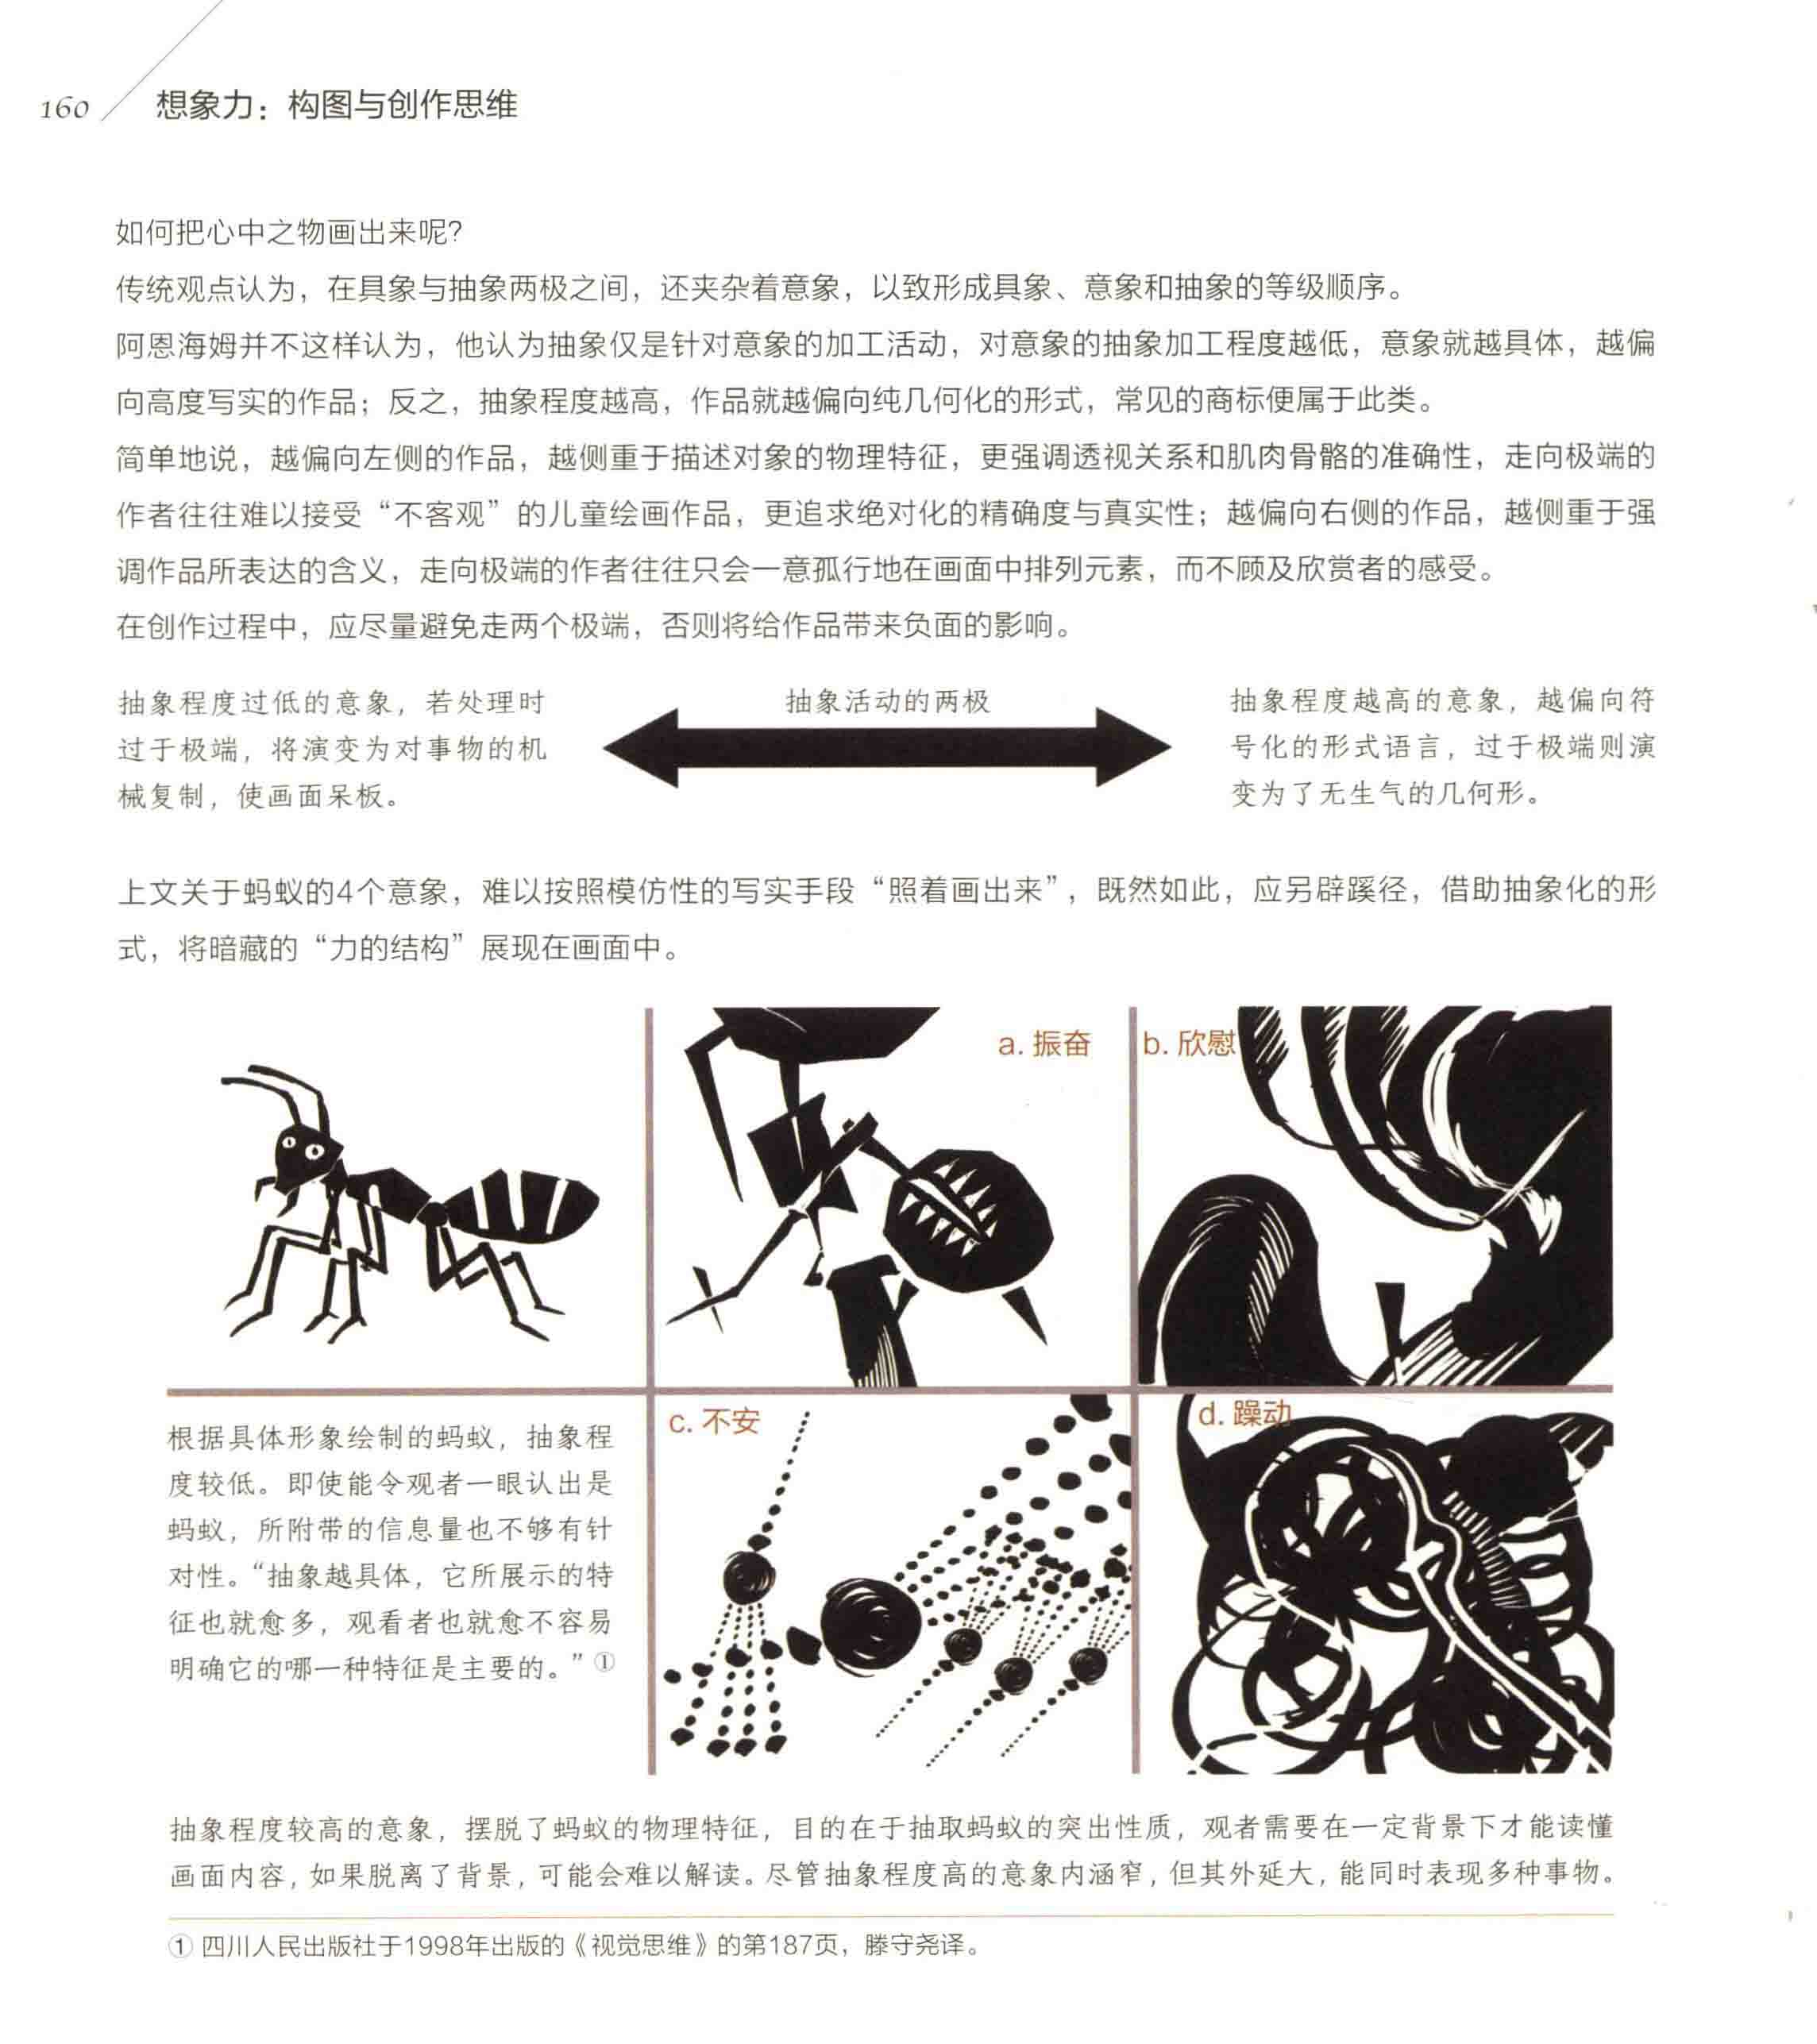 160
想象力：构图与创作思维
如何把心中之物画出来呢？
传统观点认为，在具象与抽象两极之间，还夹杂着意象，以致形成具象、意象和抽象的等级顺序。
阿恩海姆并不这样认为，他认为抽象仅是针对意象的加工活动，对意象的抽象加工程度越低，意象就越具体，越偏
向高度写实的作品；反之，抽象程度越高，作品就越偏向纯几何化的形式，常见的商标便属于此类。
简单地说，越偏向左侧的作品，越侧重于描述对象的物理特征，更强调透视关系和肌肉骨骼的准确性，走向极端的
作者往往难以接受“不客观”的儿童绘画作品，更追求绝对化的精确度与真实性；越偏向右侧的作品，越侧重于强
调作品所表达的含义，走向极端的作者往往只会一意孤行地在画面中排列元素，而不顾及欣赏者的感受。
在创作过程中，应尽量避免走两个极端，否则将给作品带来负面的影响。
抽象程度过低的意象，若处理时
过于极端，将演变为对事物的机
械复制，使画面呆板。
抽象活动的两极
抽象程度越高的意象，越偏向符
号化的形式语言，过于极端则演
变为了无生气的几何形。
上文关于蚂蚁的4个意象，难以按照模仿性的写实手段“照着画出来”，既然如此，应另辟蹊径，借助抽象化的形
式，将暗藏的“力的结构”展现在画面中。
a. 振奋
b. 欣慰
c. 不安
d. 躁动
根据具体形象绘制的蚂蚁，抽象程
度较低。即使能令观者一眼认出是
蚂蚁，所附带的信息量也不够有针
对性。“抽象越具体，它所展示的特
征也就愈多，观看者也就愈不容易
明确它的哪一种特征是主要的。”①
抽象程度较高的意象，摆脱了蚂蚁的物理特征，目的在于抽取蚂蚁的突出性质，观者需要在一定背景下才能读懂
画面内容，如果脱离了背景，可能会难以解读。尽管抽象程度高的意象内涵窄，但其外延大，能同时表现多种事物。
① 四川人民出版社于1998年出版的《视觉思维》的第187页，滕守尧译。